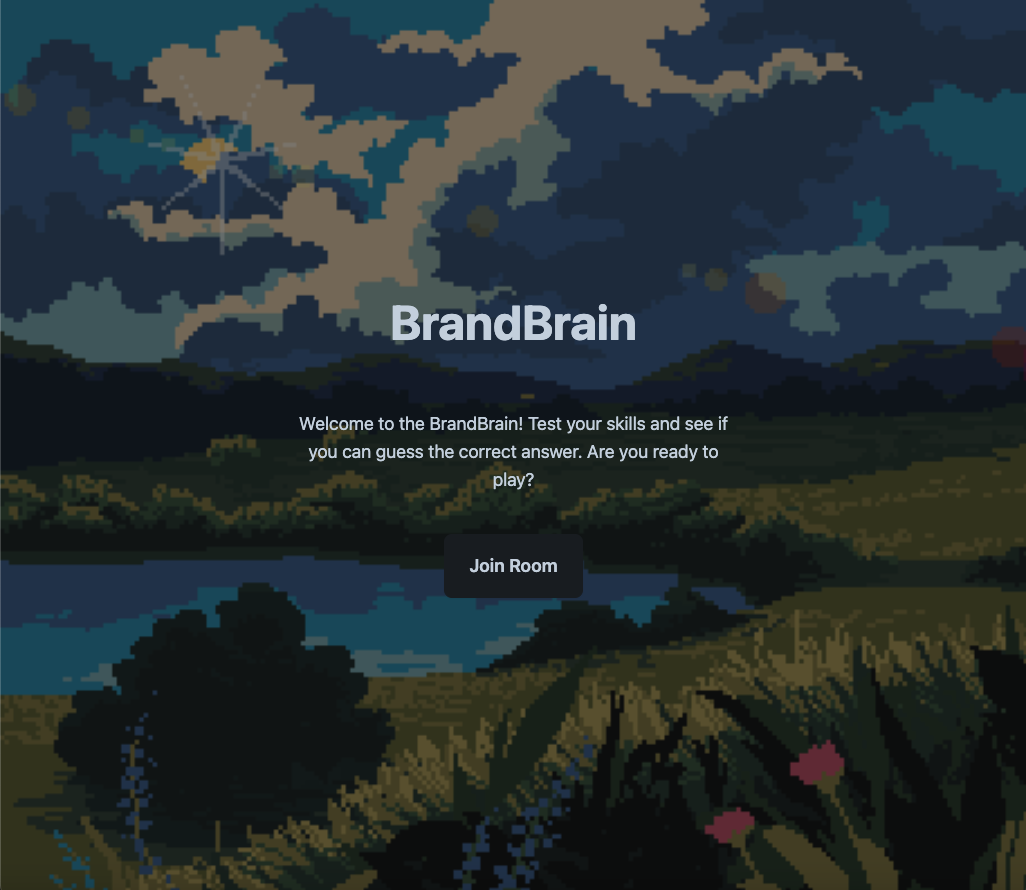 BrandBrain
Welcome to the BrandBrain! Test your skills and see if
you can guess the correct answer. Are you ready to
play?
Join Room